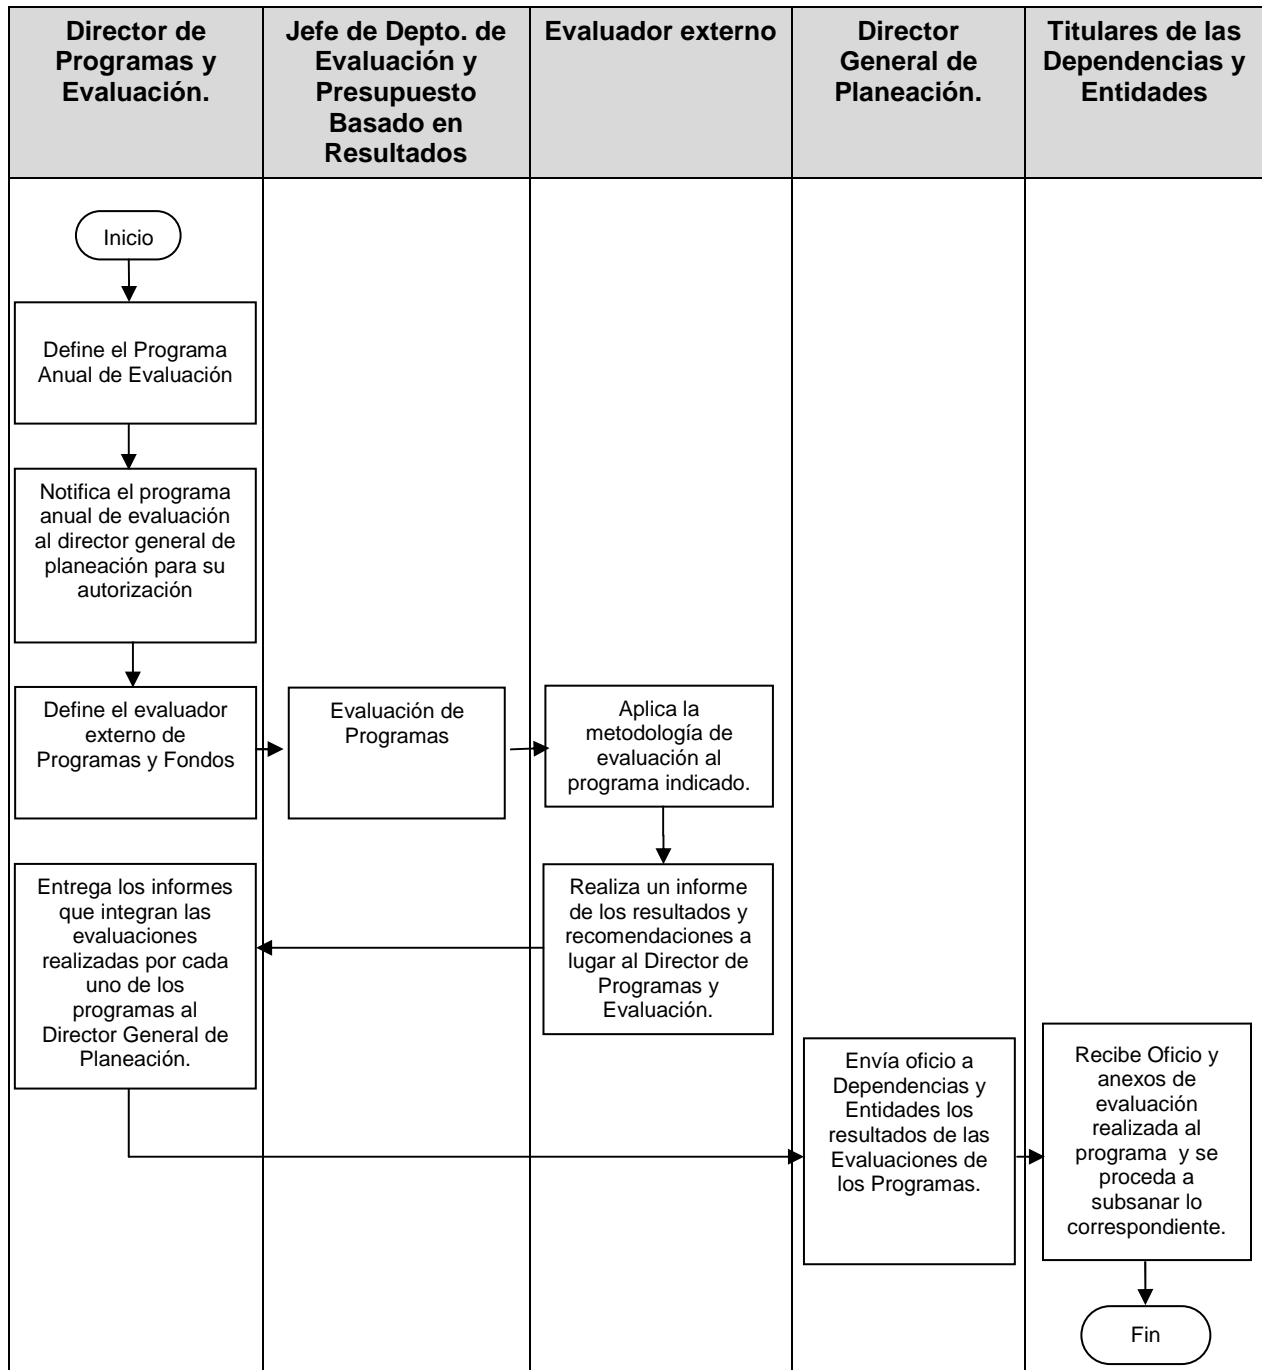 Director de
Programas y
Evaluación.
Jefe de Depto. de
Evaluación y
Presupuesto
Basado en
Resultados
Evaluador externo
Director
General de
Planeación.
Titulares de las
Dependencias y
Entidades
Inicio
Define el Programa
Anual de Evaluación
Notifica el programa
anual de evaluación
al director general de
planeación para su
autorización
Define el evaluador
externo de
Programas y Fondos
Evaluación de
Programas
Aplica la
metodología de
evaluación al
programa indicado.
Realiza un informe
de los resultados y
recomendaciones a
lugar al Director de
Programas y
Evaluación.
Entrega los informes
que integran las
evaluaciones
realizadas por cada
uno de los
programas al
Director General de
Planeación.
Envía oficio a
Dependencias y
Entidades los
resultados de las
Evaluaciones de
los Programas.
Recibe Oficio y
anexos de
evaluación
realizada al
programa  y se
proceda a
subsanar lo
correspondiente.
Fin